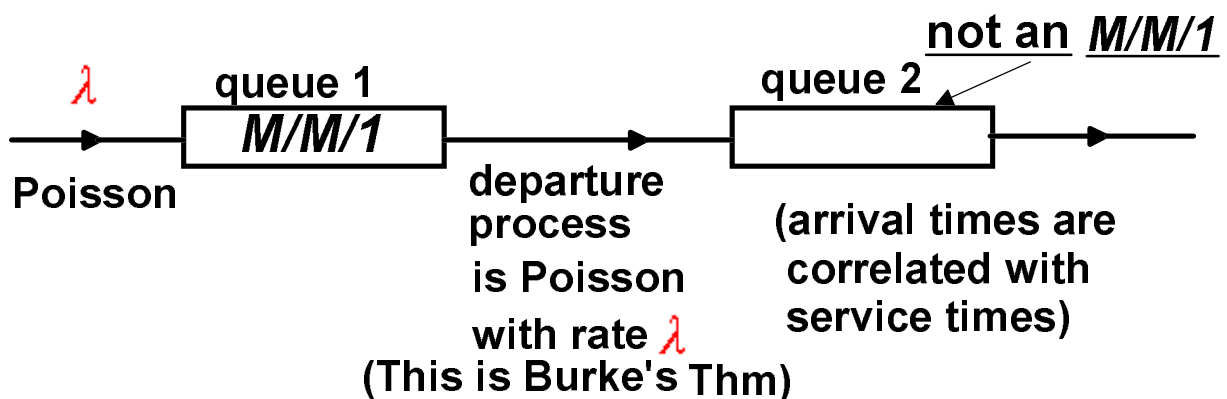 not an M/M/1
λ
queue 1
queue 2
M/M/1
Poisson
departure
process
is Poisson
with rate λ
(This is Burke's Thm)
(arrival times are
correlated with
service times)